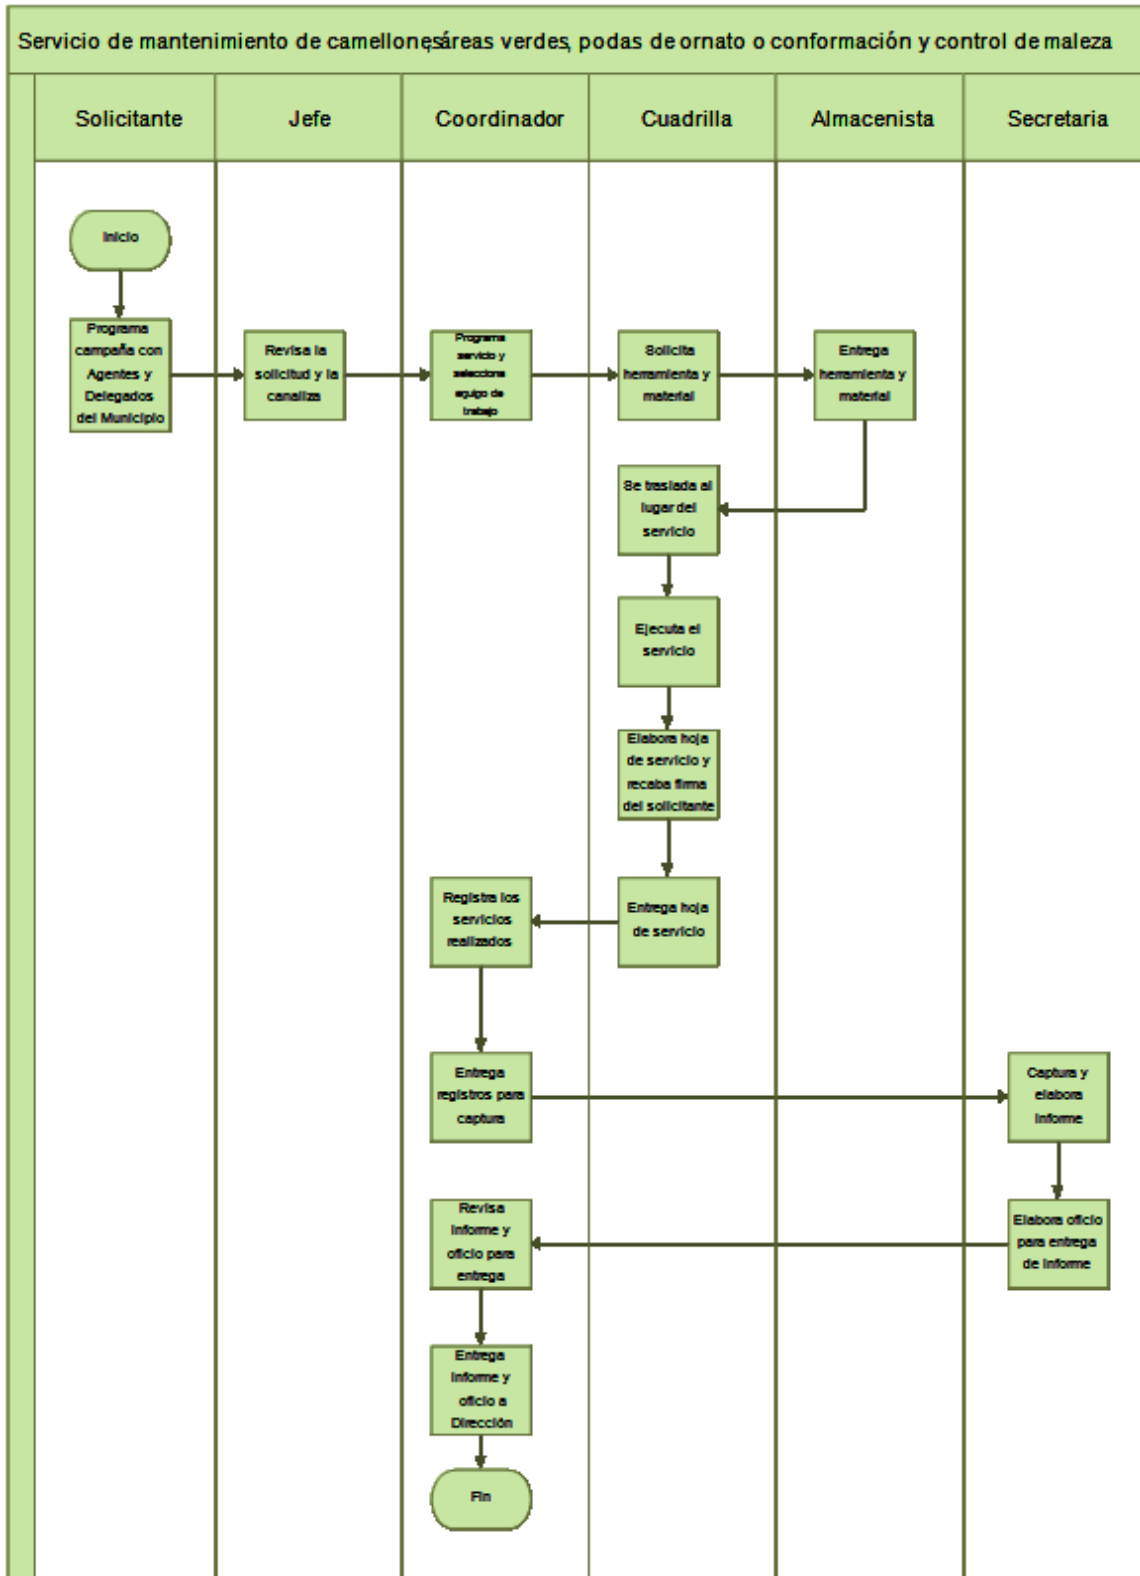 Servicio de mantenimiento de camellones,áreas verdes, podas de ornato o conformación y control de maleza
Solicitante
Jefe
Coordinador
Cuadrilla
Almacenista
Secretaria
Inicio
Programa
campaña con
Agentes y
Delegados
del Municipio
Revisa la
solicitud y la
canaliza
Programa
servicio y
selecciona
equipo de
trabajo
Solicita
herramienta y
material
Entrega
herramienta y
material
Se traslada al
lugar del
servicio
Ejecuta el
servicio
Elabora hoja
de servicio y
recaba firma
del solicitante
Registra los
servicios
realizados
Entrega hoja
de servicio
Entrega
registros para
captura
Captura y
elabora
informe
Revisa
informe y
oficio para
entrega
Elabora oficio
para entrega
de informe
Entrega
informe y
oficio a
Dirección
Fin